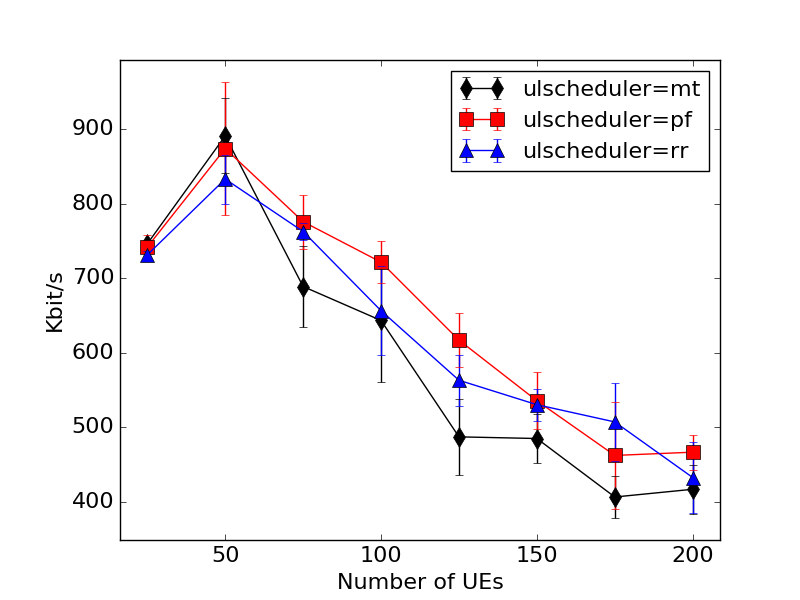 ulscheduler=mt
ulscheduler=pf
ulscheduler=rr
900
800
700
600
500
400
Kbit/s
50 100 150 200
Number of UEs